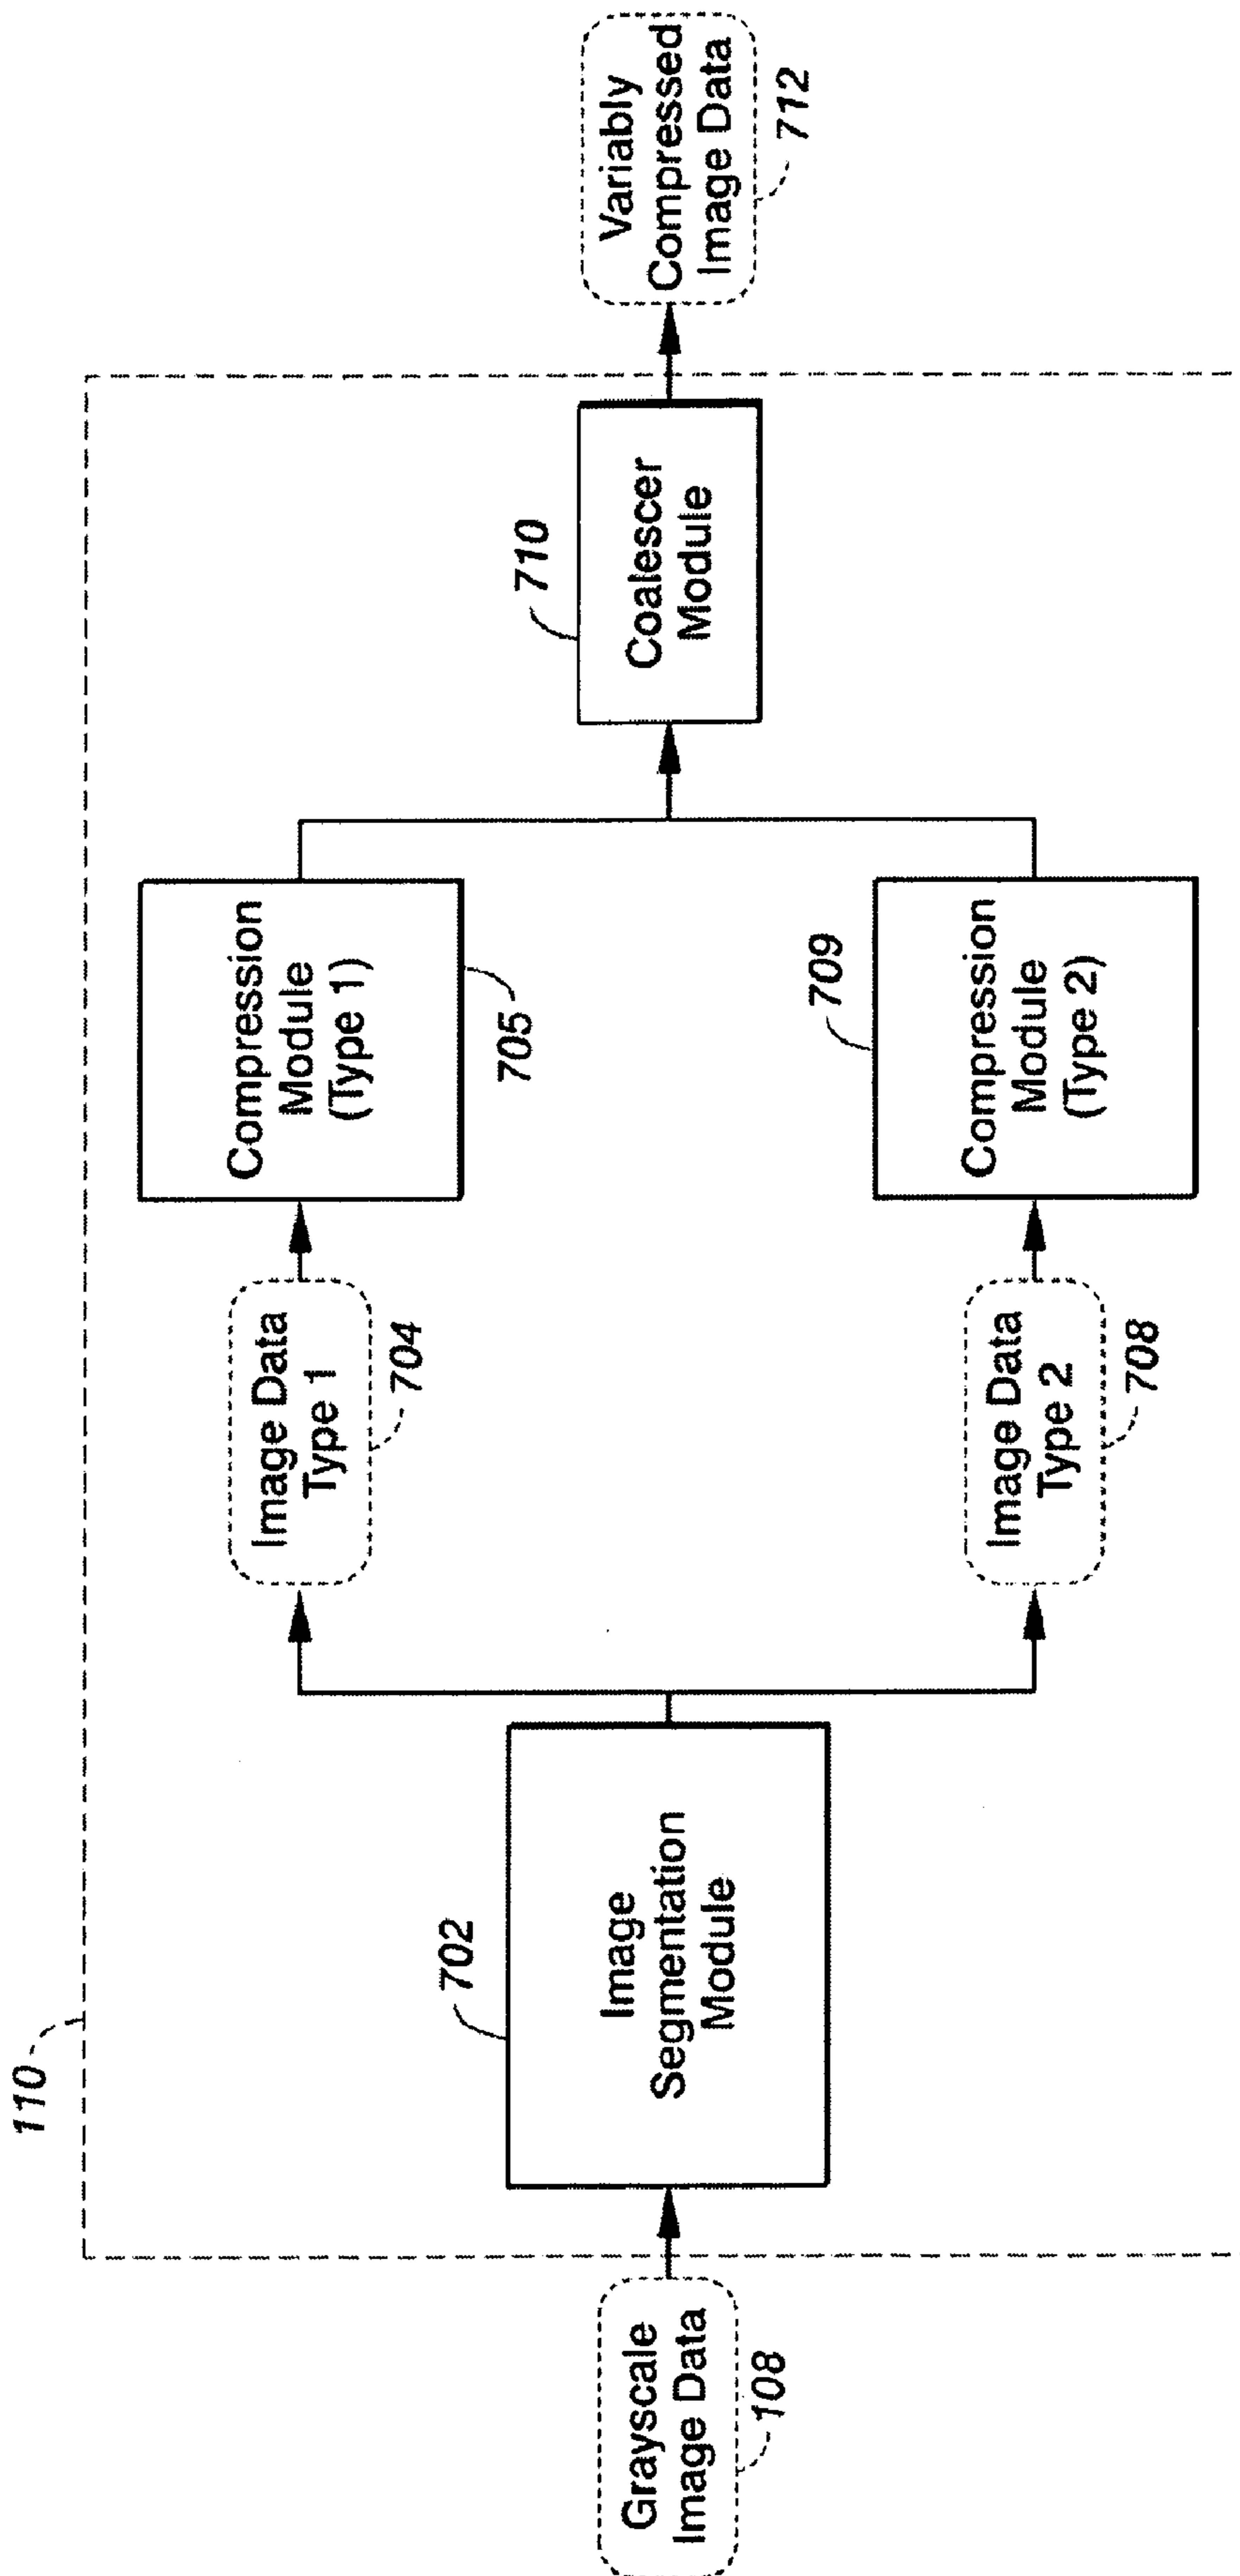 110
Grayscale
Image Data
108
702
Image
Segmentation
Module
Image Data
Type 1
704
Compression
Module
(Type 1)
705
Image Data
Type 2
708
709
Compression
Module
(Type 2)
710
Coalescer
Module
Variably
Compressed
Image Data
712